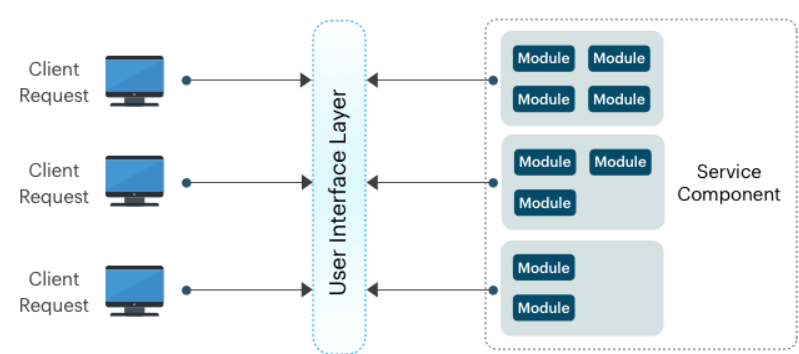 Client
Request
Client
Request
Client
Request
User Interface Layer
Module Module
Module Module
Module Module
Module
Module
Module
Service
Component